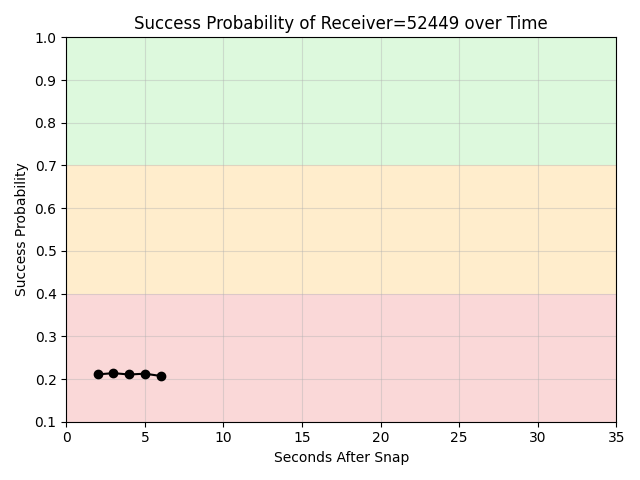 Success Probability of Receiver=52449 over Time
1.0
0.9
0.8
0.7
0.6
0.5
0.4
0.3
0.2
0.1
Success Probability
0 5 10 15 20 25 30 35
Seconds After Snap